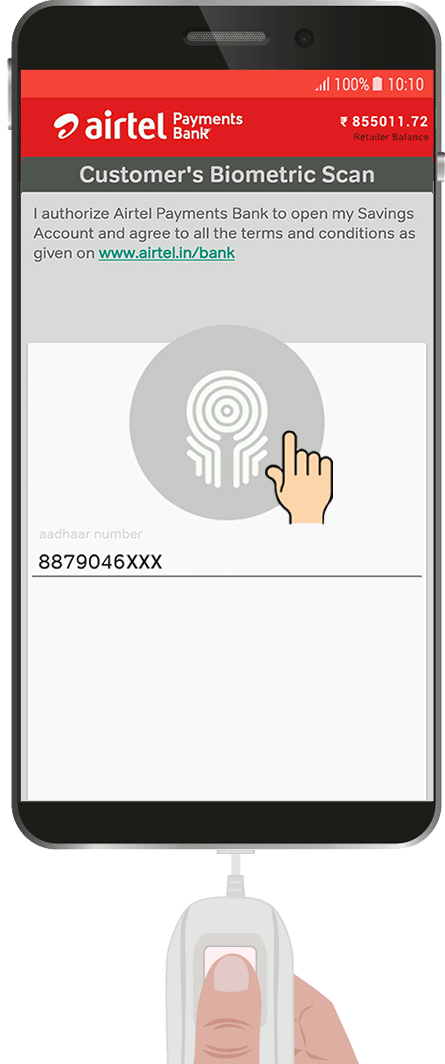 100% 10:10
airtel Payments Bank
₹ 855011.72
Retailer Balance
Customer's Biometric Scan
I authorize Airtel Payments Bank to open my Savings
Account and agree to all the terms and conditions as
given on www.airtel.in/bank
aadhaar number
8879046XXX